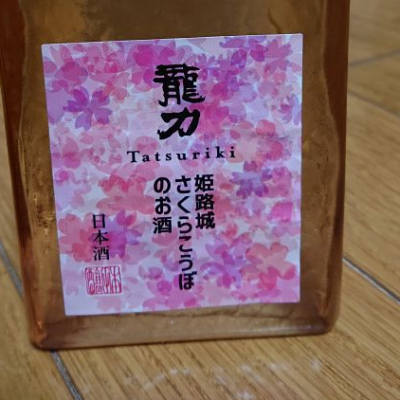 龍力
Tatsuriki
姫路城
さくらこうぼ
のお酒
日本酒